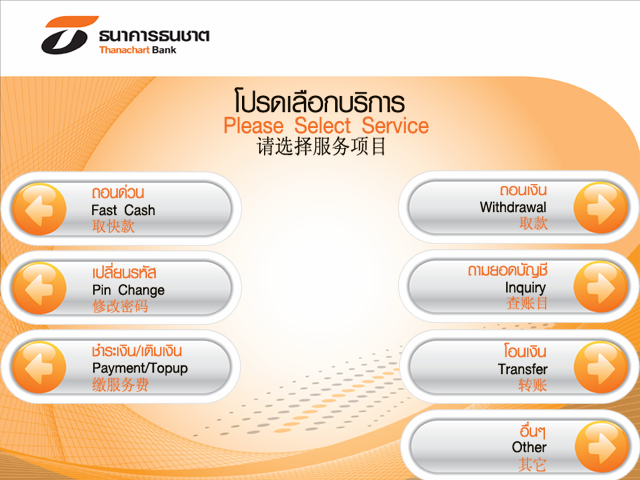 ธนาคารธนชาต
Thanachart Bank
โปรดเลือกบริการ
Please Select Service
请选择服务项目
ถอนด่วน
Fast Cash
取快款
เปลี่ยนรหัส
Pin Change
修改密码
ชำระเงิน/เติมเงิน
Payment/Topup
缴服务费
ถอนเงิน
Withdrawal
取款
ถามยอดบัญชี
Inquiry
查账目
โอนเงิน
Transfer
转账
อื่นๆ
Other
其它